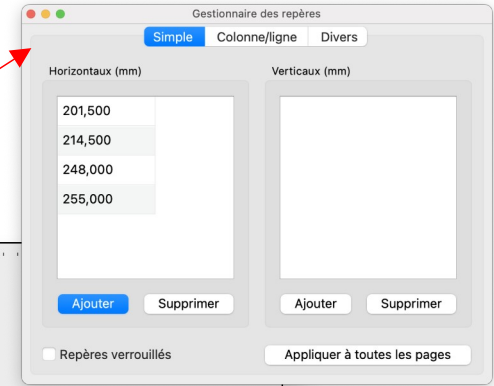 Gestionnaire des repères
Simple Colonne/ligne Divers
Horizontaux (mm) Verticaux (mm)
201,500
214,500
248,000
255,000
Ajouter Supprimer Ajouter Supprimer
Repères verrouillés Appliquer à toutes les pages